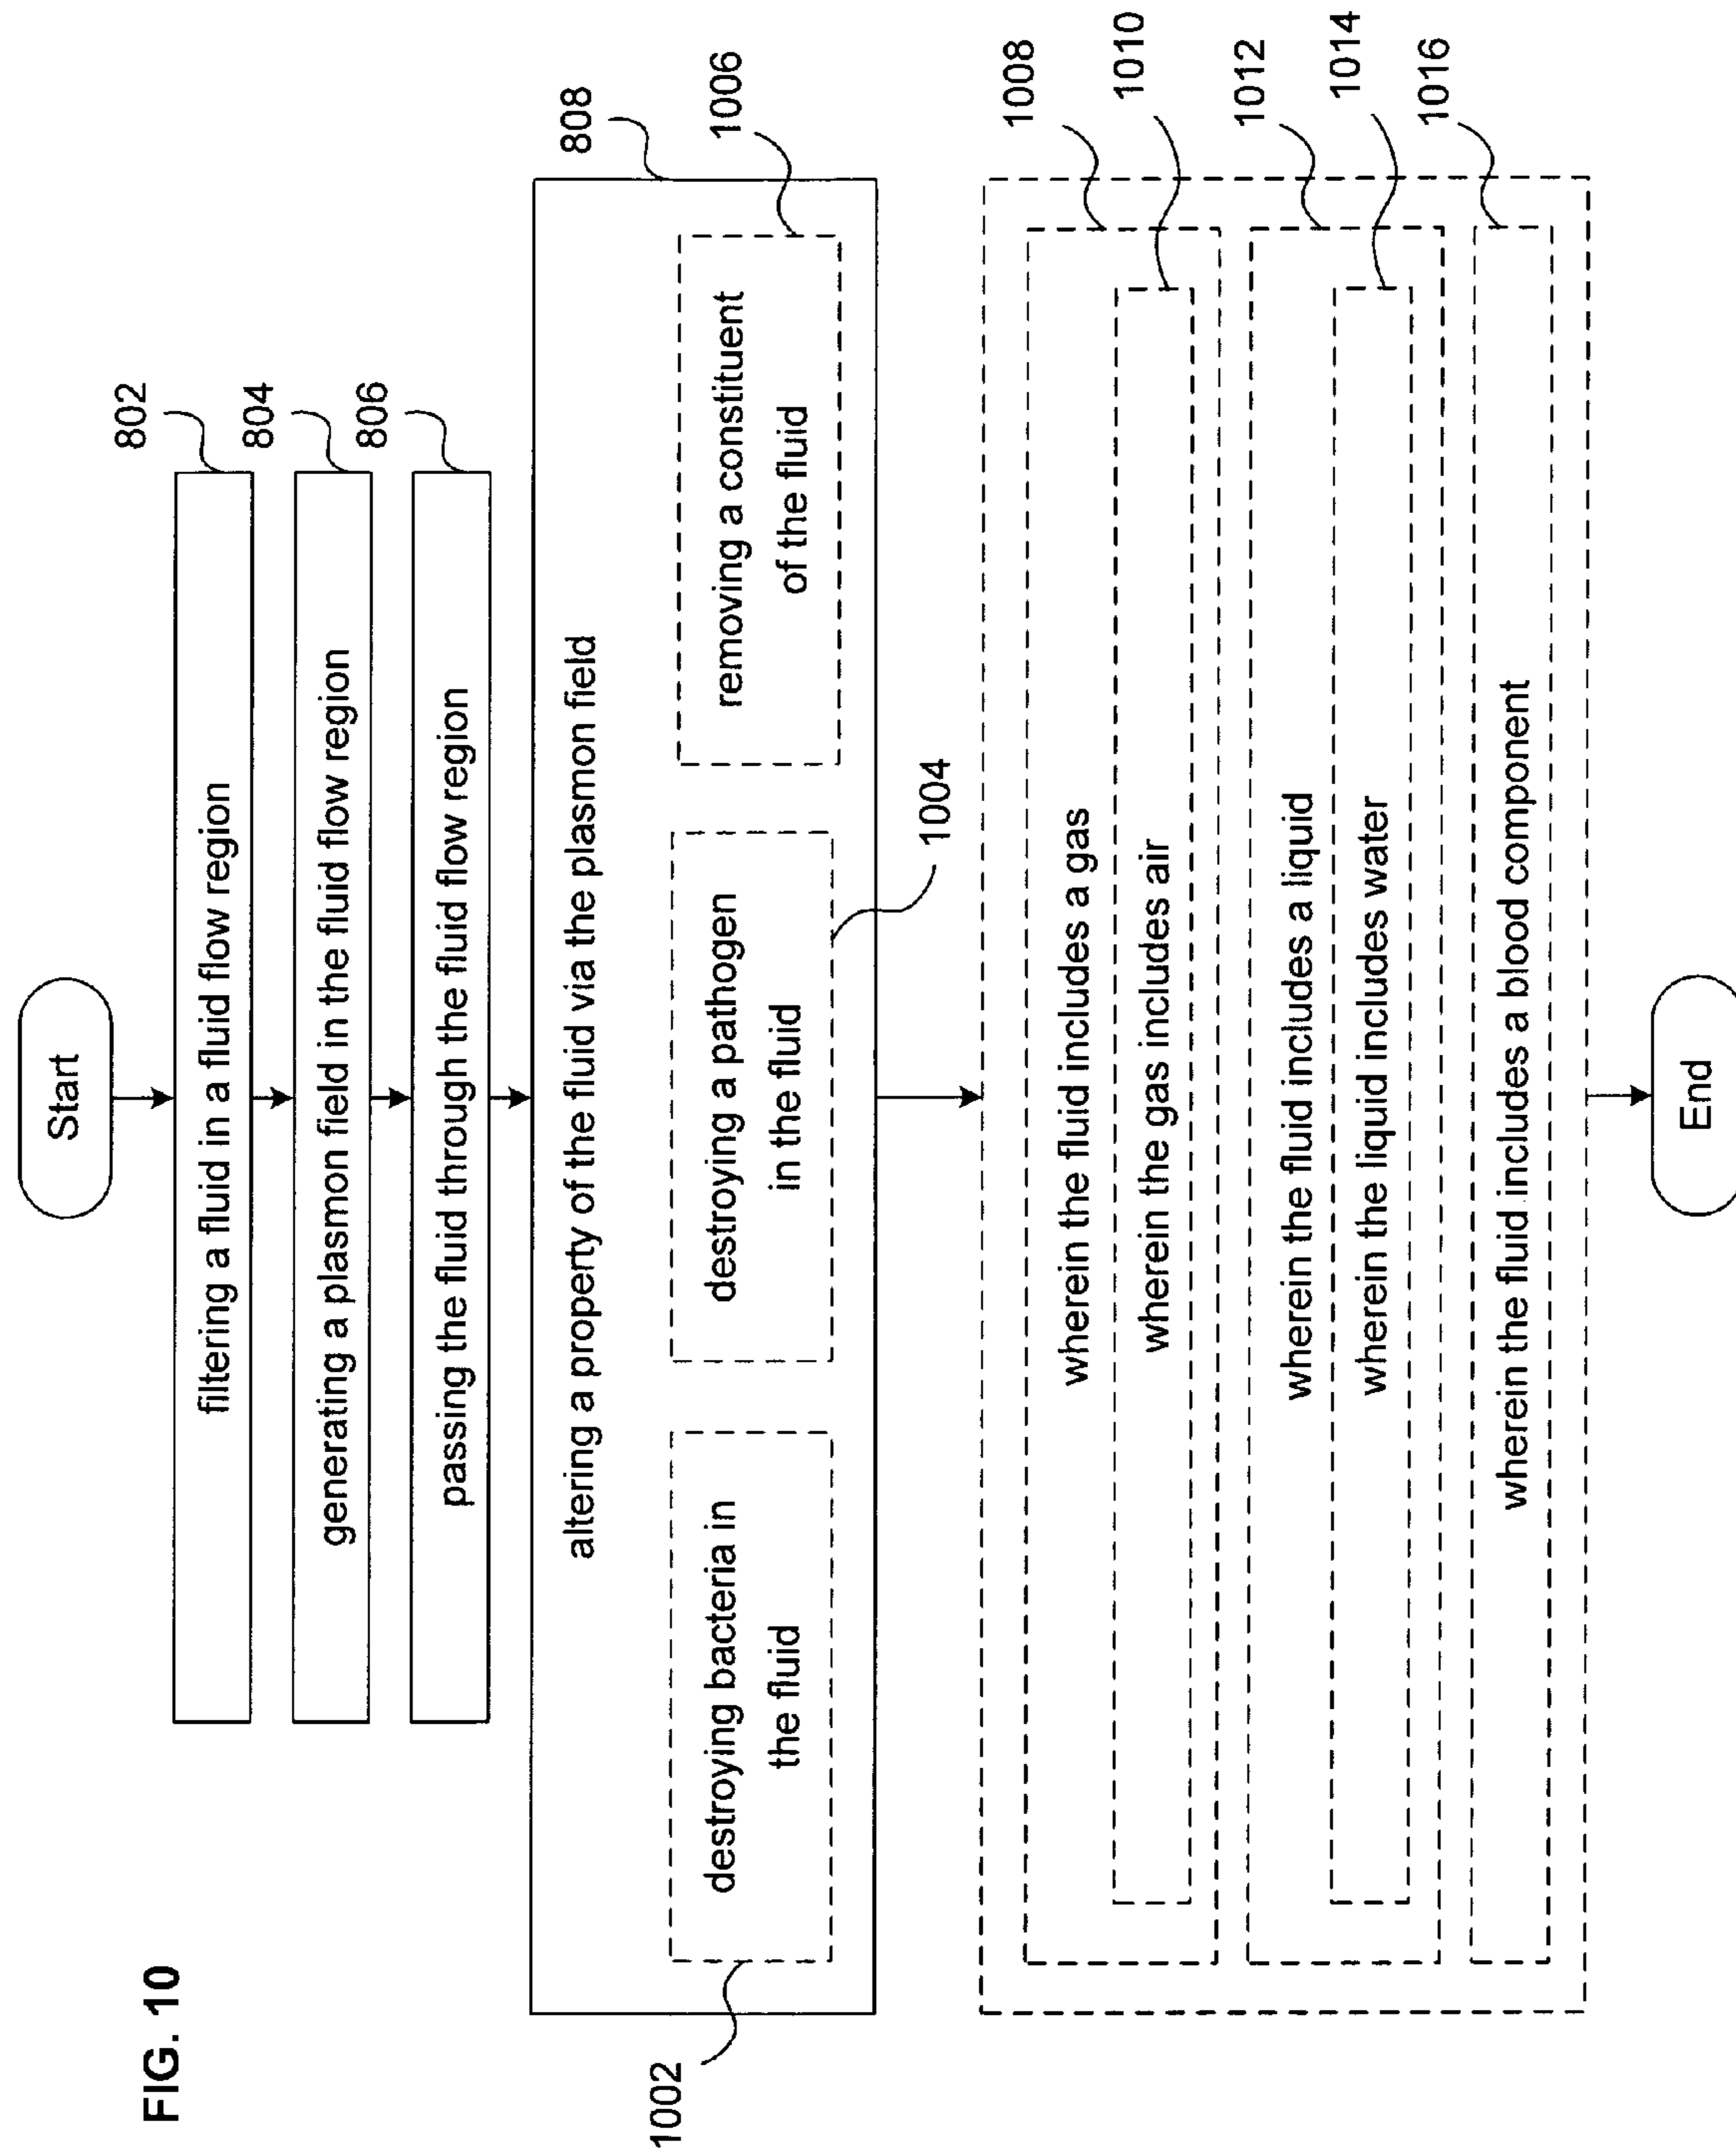 FIG. 10
Start
filtering a fluid in a fluid flow region
802
generating a plasmon field in the fluid flow region
804
passing the fluid through the fluid flow region
806
808
altering a property of the fluid via the plasmon field
destroying bacteria in
the fluid
1002
destroying a pathogen
in the fluid
1004
removing a constituent
of the fluid
1006
wherein the fluid includes a gas
1008
wherein the gas includes air
1010
wherein the fluid includes a liquid
1012
wherein the liquid includes water
1014
wherein the fluid includes a blood component
1016
End